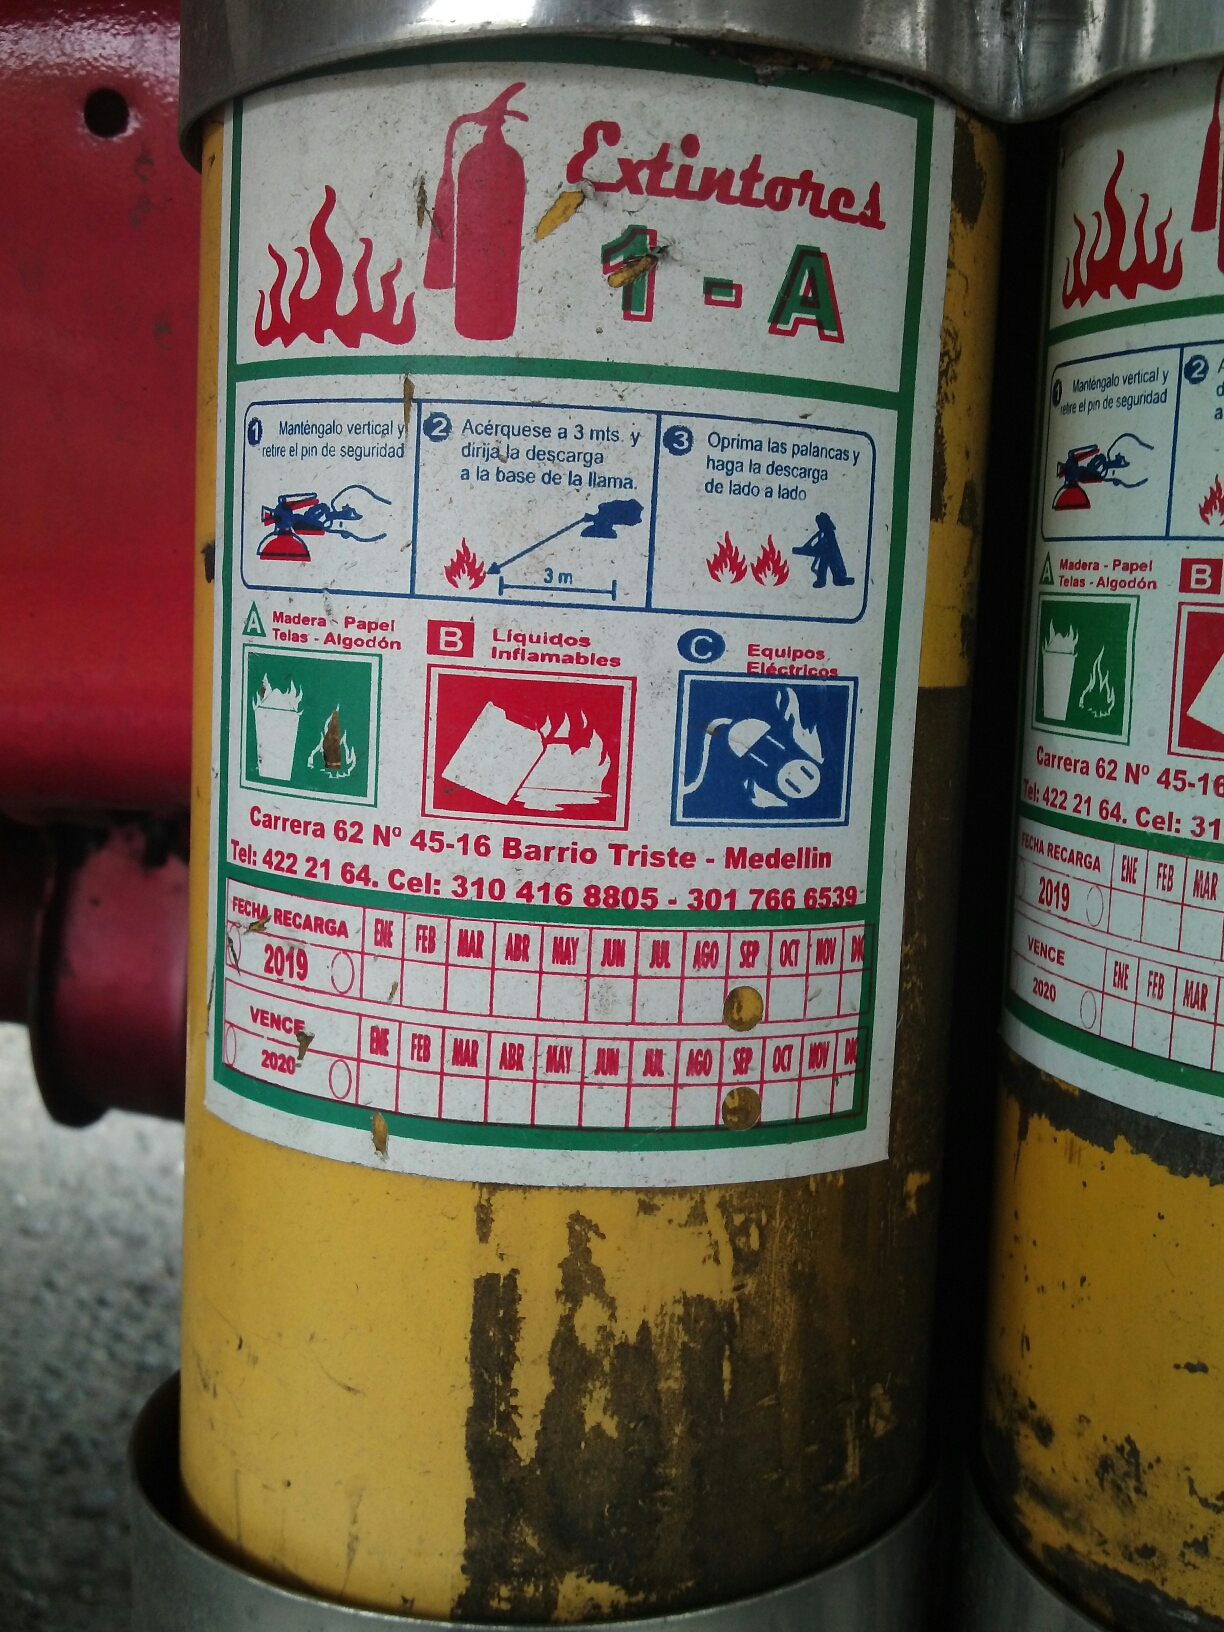 Extintores
1 - A
1 Manténgalo vertical y
retire el pin de seguridad
2 Acérquese a 3 mts. y
dirija la descarga
a la base de la llama.
3 m
3 Oprima las palancas y
haga la descarga
de lado a lado
A Madera - Papel
Telas - Algodón
B Líquidos
Inflamables
C Equipos
Eléctricos
Carrera 62 Nº 45-16 Barrio Triste - Medellin
Tel: 422 21 64. Cel: 310 416 8805 - 301 766 6539
FECHA RECARGA ENE FEB MAR ABR MAY JUN JUL AGO SEP OCT NOV DIC
2019
VENCE ENE FEB MAR ABR MAY JUN JUL AGO SEP OCT NOV DIC
2020
1 Manténgalo vertical y
retire el pin de seguridad
2
A Madera - Papel
Telas - Algodón
B
Carrera 62 Nº 45-16
Tel: 422 21 64. Cel: 31
FECHA RECARGA ENE FEB MAR
2019
VENCE ENE FEB MAR
2020